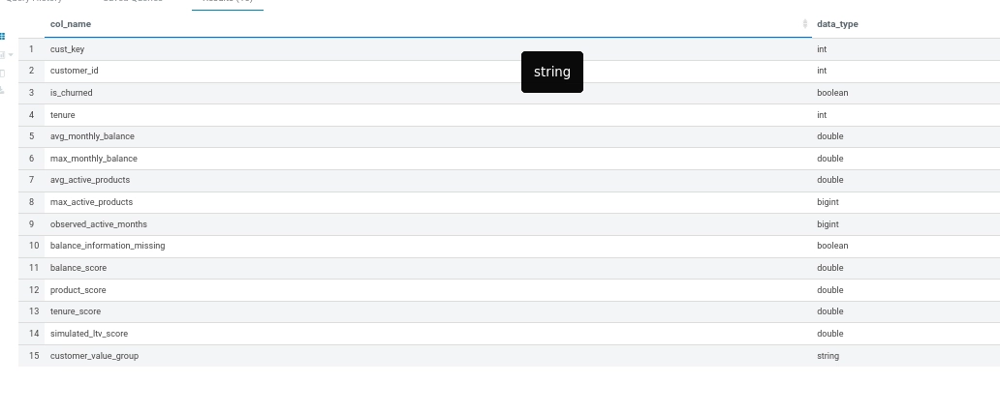 col_name data_type
1 cust_key int
2 customer_id int
string
3 is_churned boolean
4 tenure int
5 avg_monthly_balance double
6 max_monthly_balance double
7 avg_active_products double
8 max_active_products bigint
9 observed_active_months bigint
10 balance_information_missing boolean
11 balance_score double
12 product_score double
13 tenure_score double
14 simulated_ltv_score double
15 customer_value_group string